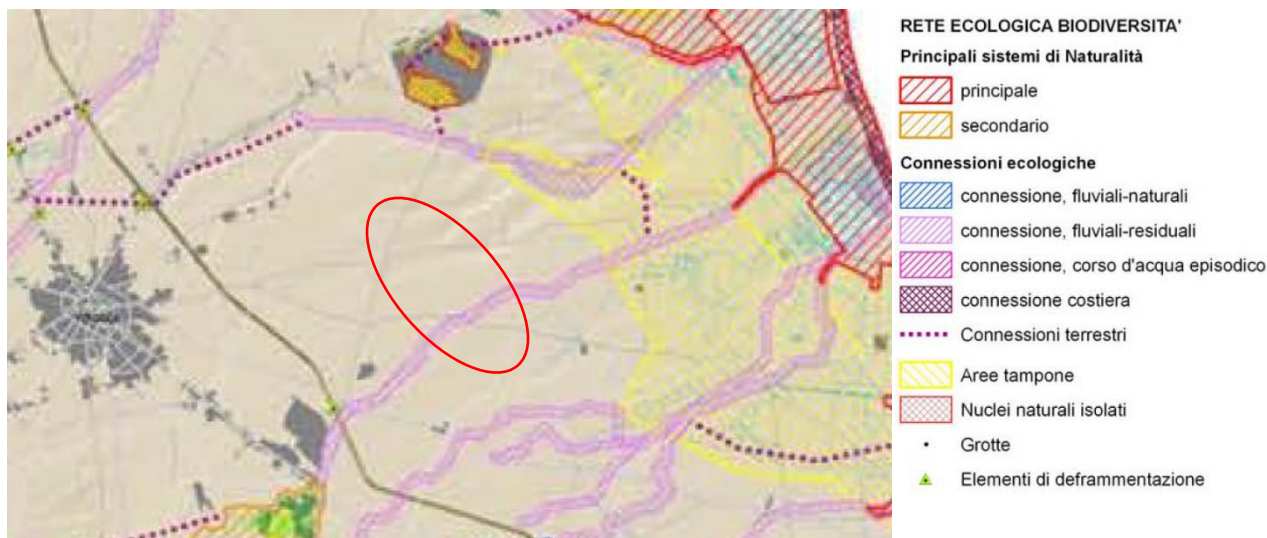 RETE ECOLOGICA BIODIVERSITA'
Principali sistemi di Naturalità
principale
secondario
Connessioni ecologiche
connessione, fluviali-naturali
connessione, fluviali-residuali
connessione, corso d'acqua episodico
connessione costiera
Connessioni terrestri
Aree tampone
Nuclei naturali isolati
Grotte
Elementi di deframmentazione